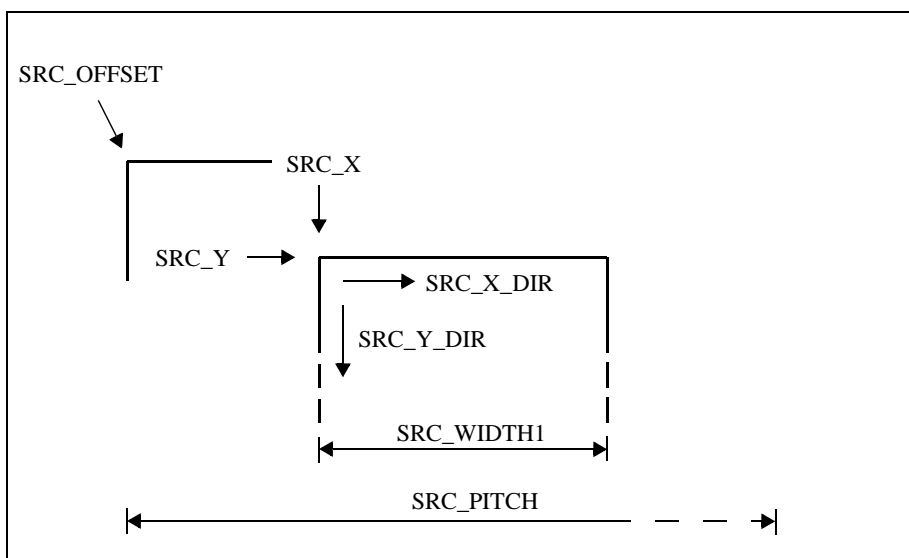 SRC_OFFSET
SRC_X
SRC_Y
SRC_X_DIR
SRC_Y_DIR
SRC_WIDTH1
SRC_PITCH